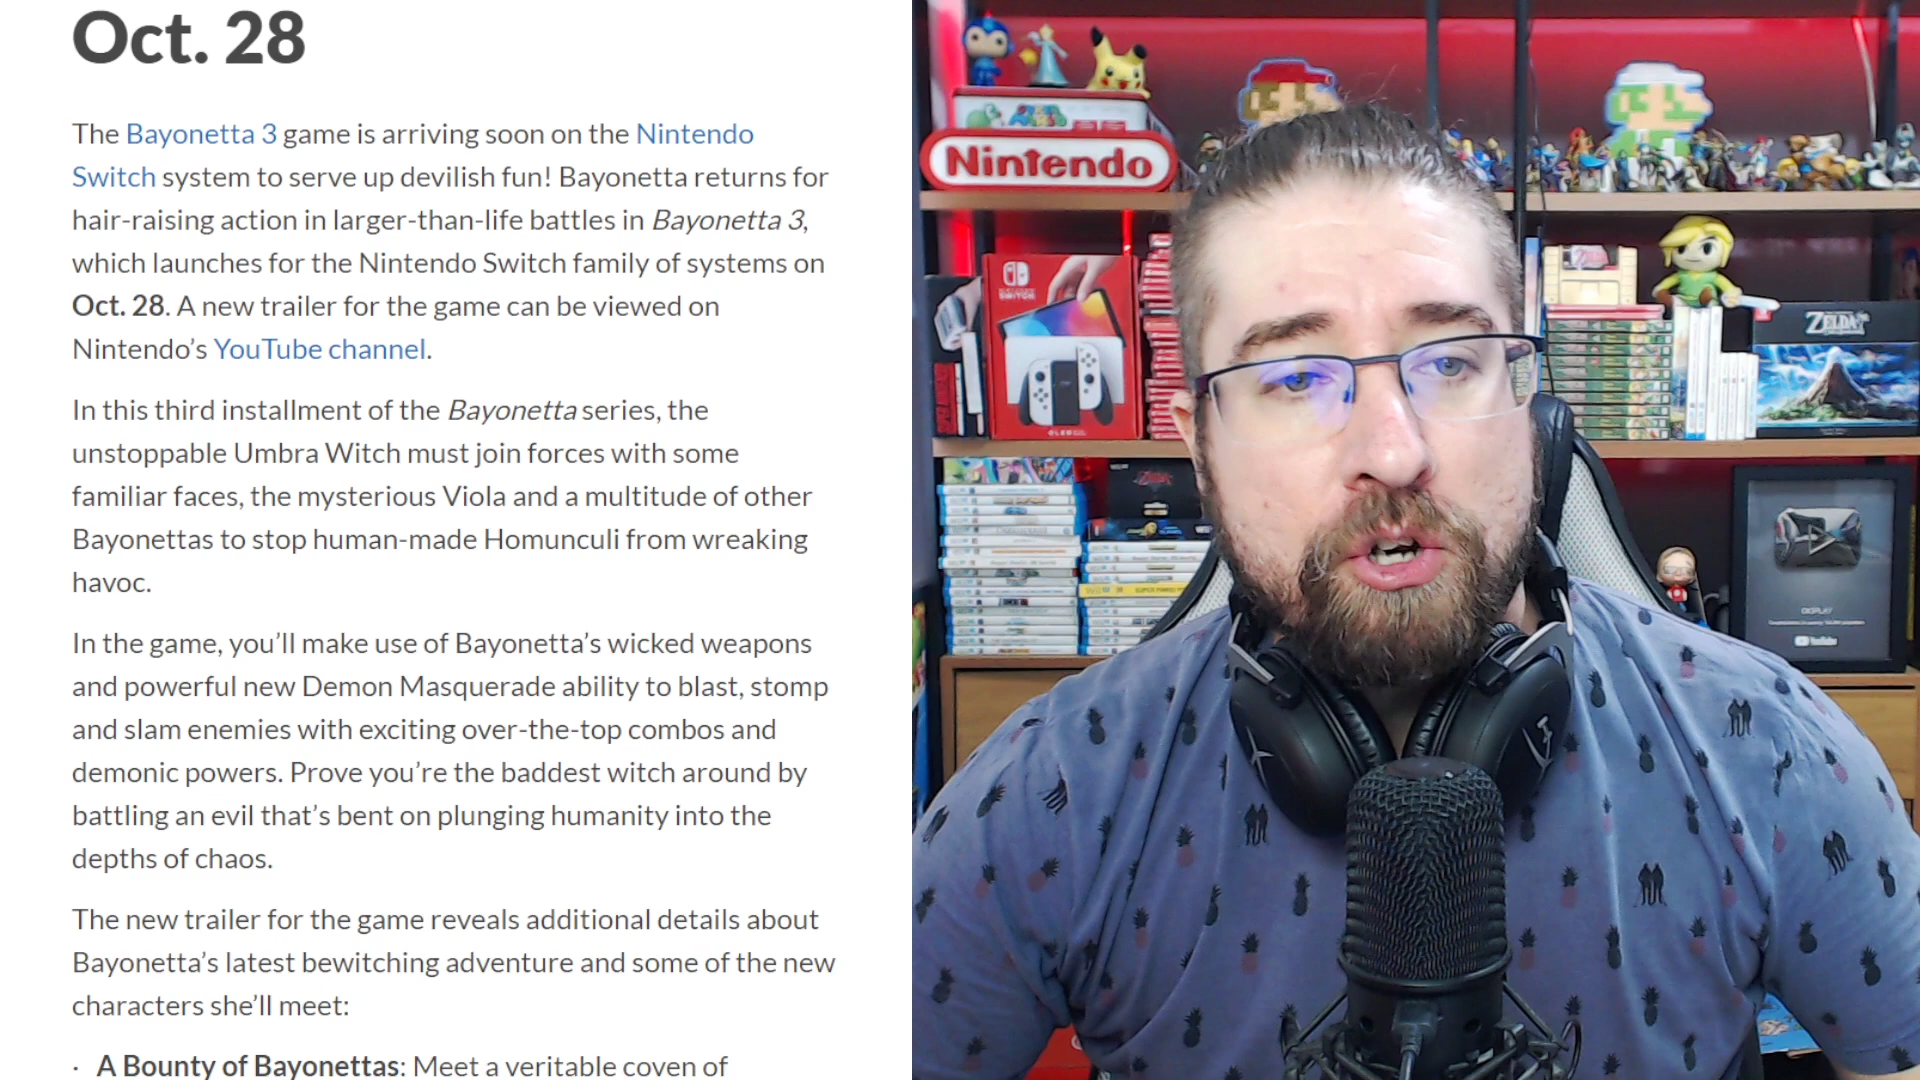 Oct. 28
The Bayonetta 3 game is arriving soon on the Nintendo
Switch system to serve up devilish fun! Bayonetta returns for
hair-raising action in larger-than-life battles in Bayonetta 3,
which launches for the Nintendo Switch family of systems on
Oct. 28. A new trailer for the game can be viewed on
Nintendo’s YouTube channel.
In this third installment of the Bayonetta series, the
unstoppable Umbra Witch must join forces with some
familiar faces, the mysterious Viola and a multitude of other
Bayonettas to stop human-made Homunculi from wreaking
havoc.
In the game, you’ll make use of Bayonetta’s wicked weapons
and powerful new Demon Masquerade ability to blast, stomp
and slam enemies with exciting over-the-top combos and
demonic powers. Prove you’re the baddest witch around by
battling an evil that’s bent on plunging humanity into the
depths of chaos.
The new trailer for the game reveals additional details about
Bayonetta’s latest bewitching adventure and some of the new
characters she’ll meet:
· A Bounty of Bayonettas: Meet a veritable coven of
Nintendo
NINTENDO
SWITCH
OLED
ZELDA
YouTube